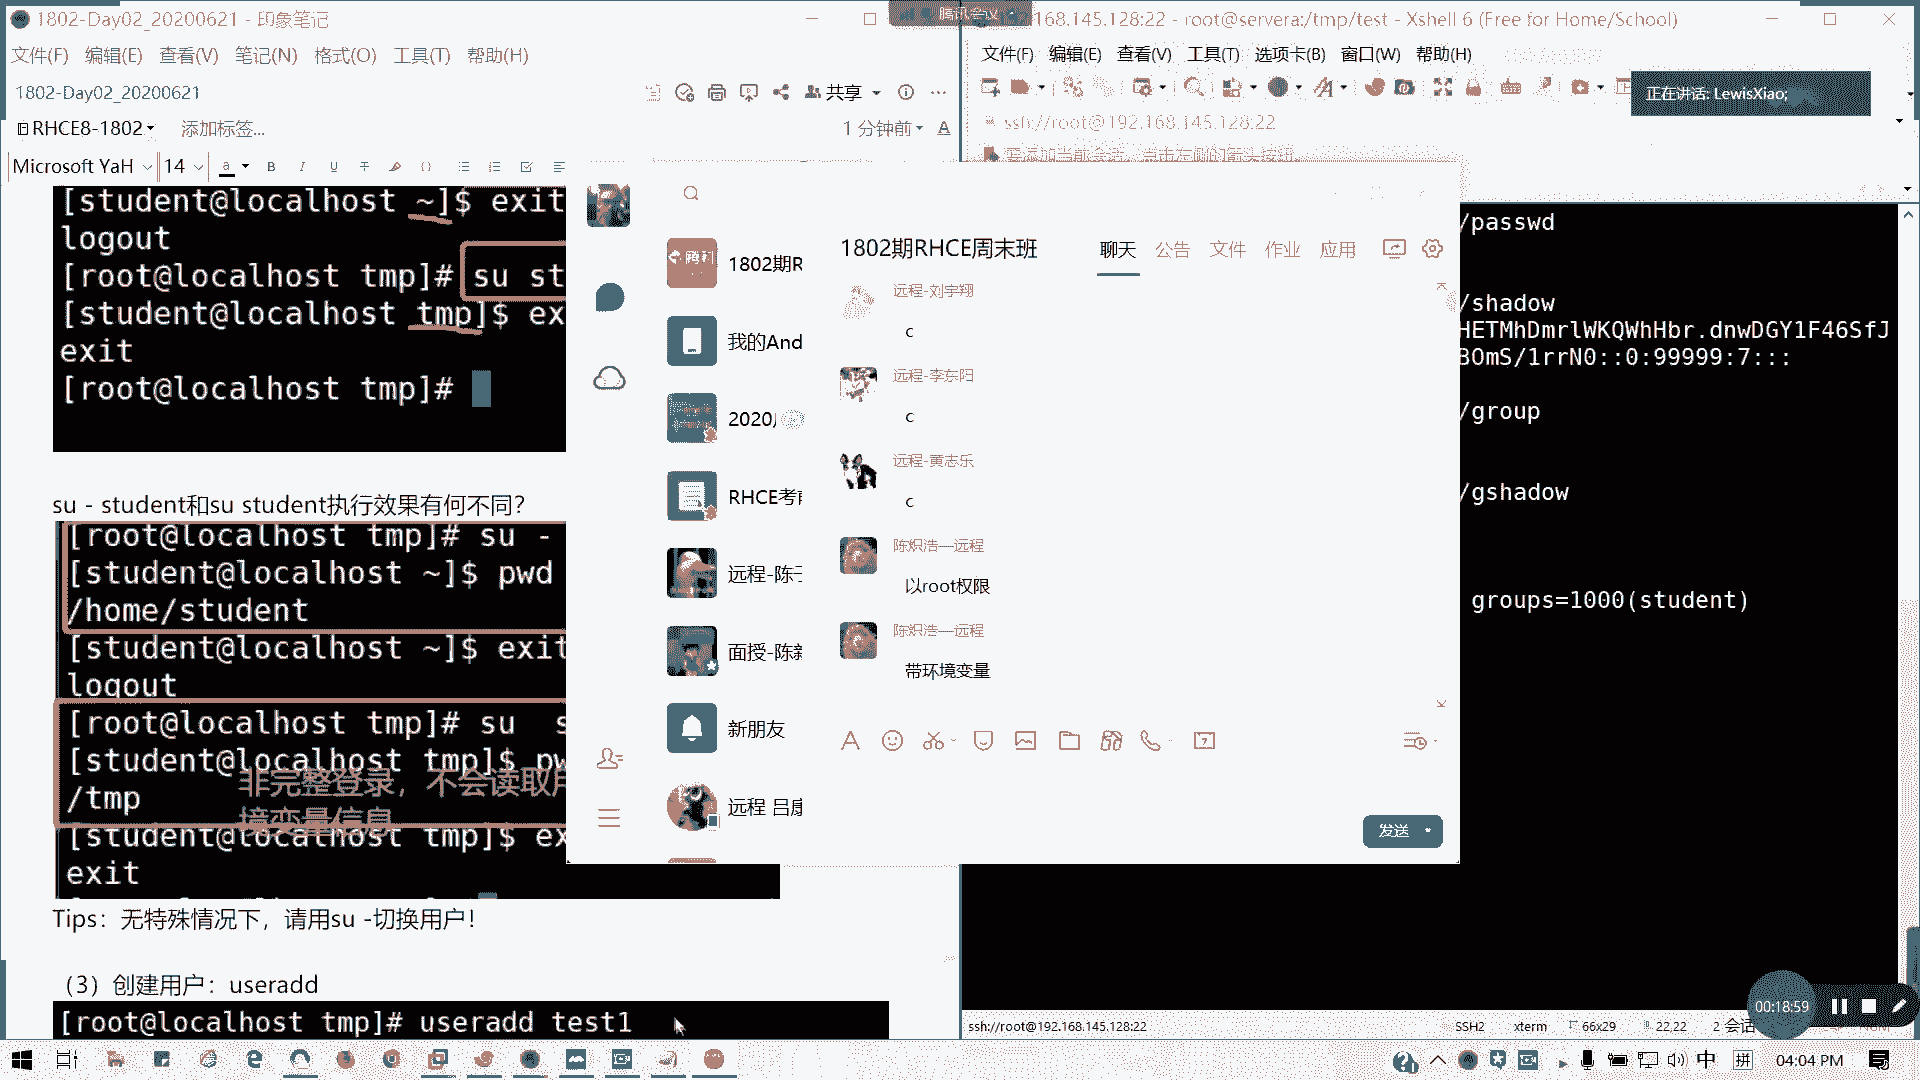 1802-Day02_20200621 - 印象笔记
文件(F) 编辑(E) 查看(V) 笔记(N) 格式(O) 工具(T) 帮助(H)
1802-Day02_20200621
共享
RHCE8-1802
添加标签...
1 分钟前
Microsoft YaH 14
[student@localhost ~]$ exit
logout
[root@localhost tmp]# su st
[student@localhost tmp]$ ex
exit
[root@localhost tmp]#
su - student和su student执行效果有何不同?
[root@localhost tmp]# su -
[student@localhost ~]$ pwd
/home/student
[student@localhost ~]$ exit
logout
[root@localhost tmp]# su s
[student@localhost tmp]$ pw
/tmp
非完整登录，不会读取用
境变量信息
[student@localhost tmp]$ ex
exit
Tips：无特殊情况下，请用su -切换用户！
（3）创建用户：useradd
[root@localhost tmp]# useradd test1
腾讯会议
168.145.128:22 - root@servera:/tmp/test - Xshell 6 (Free for Home/School)
文件(F) 编辑(E) 查看(V) 工具(T) 选项卡(B) 窗口(W) 帮助(H)
正在讲话: LewisXiao;
ssh://root@192.168.145.128:22
要添加当前会话，点击左侧的箭头按钮。
/passwd
/shadow
HETMhDmrlWKQWhHbr.dnwDGY1F46SfJ
BOmS/1rrN0::0:99999:7:::
/group
/gshadow
groups=1000(student)
1802期R
我的And
2020
RHCE考前
远程-陈子
面授-陈新
新朋友
远程 吕康
1802期RHCE周末班
聊天 公告 文件 作业 应用
远程-刘宇翔
c
远程-李东阳
c
远程-黄志乐
c
陈炽浩—远程
以root权限
陈炽浩—远程
带环境变量
发送
00:18:59
ssh://root@192.168.145.128:22 SSH2 xterm 66x29 22,22 2 会话
中 拼 04:04 PM